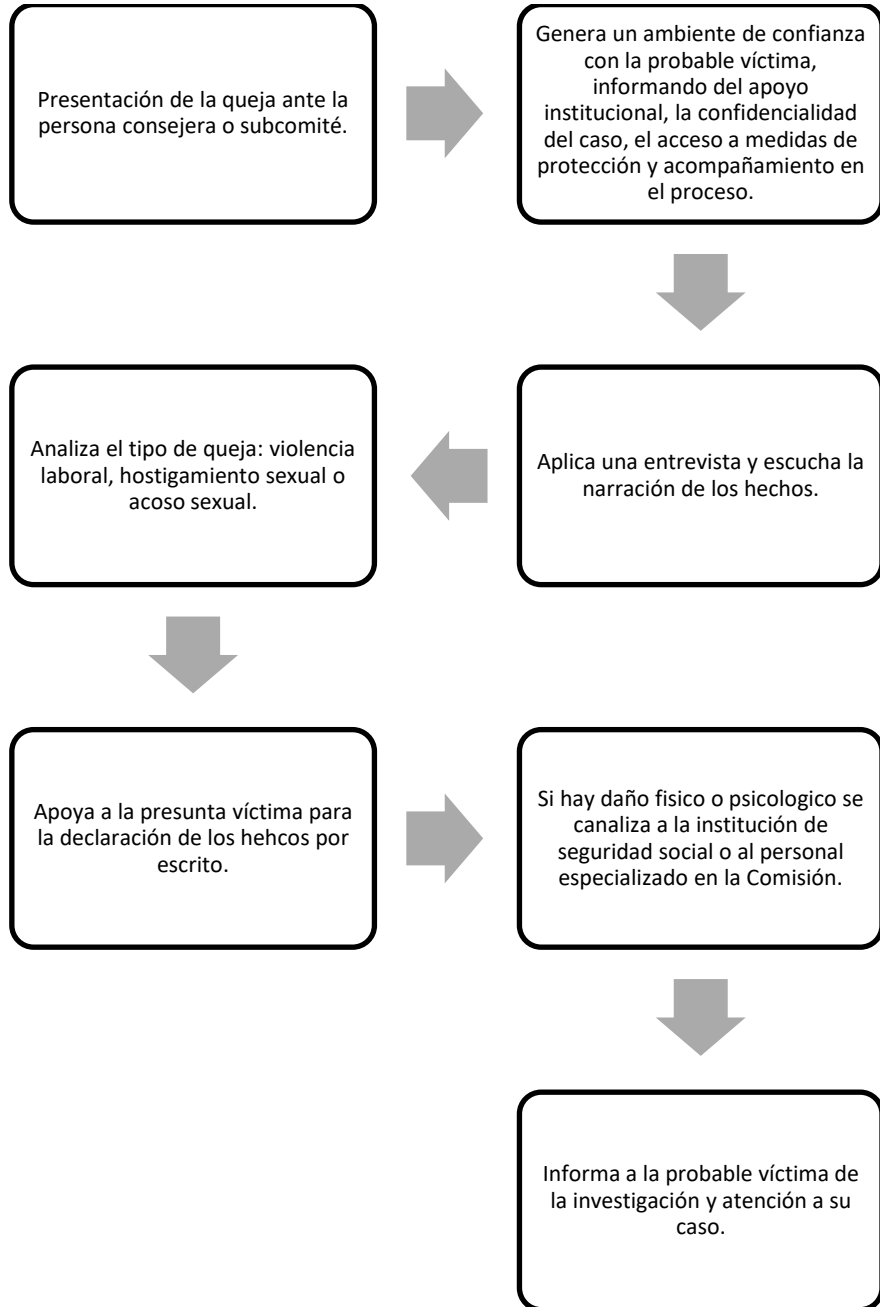 Presentación de la queja ante la
persona consejera o subcomité.
Genera un ambiente de confianza
con la probable víctima,
informando del apoyo
institucional, la confidencialidad
del caso, el acceso a medidas de
protección y acompañamiento en
el proceso.
Aplica una entrevista y escucha la
narración de los hechos.
Analiza el tipo de queja: violencia
laboral, hostigamiento sexual o
acoso sexual.
Apoya a la presunta víctima para
la declaración de los hehcos por
escrito.
Si hay daño fisico o psicologico se
canaliza a la institución de
seguridad social o al personal
especializado en la Comisión.
Informa a la probable víctima de
la investigación y atención a su
caso.